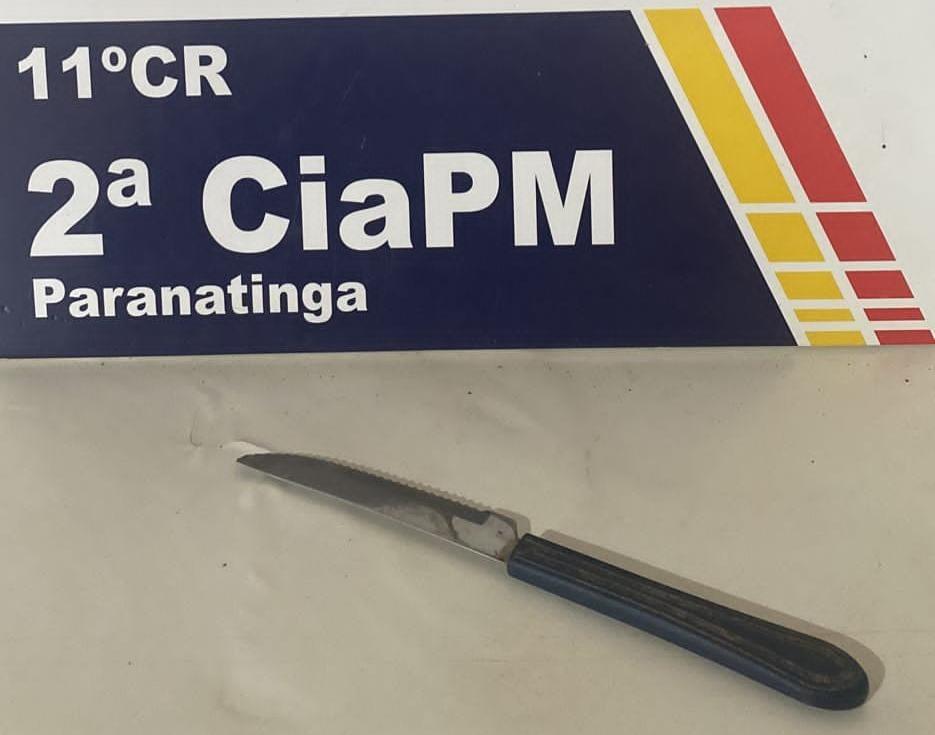 11ºCR
2ª CiaPM
Paranatinga